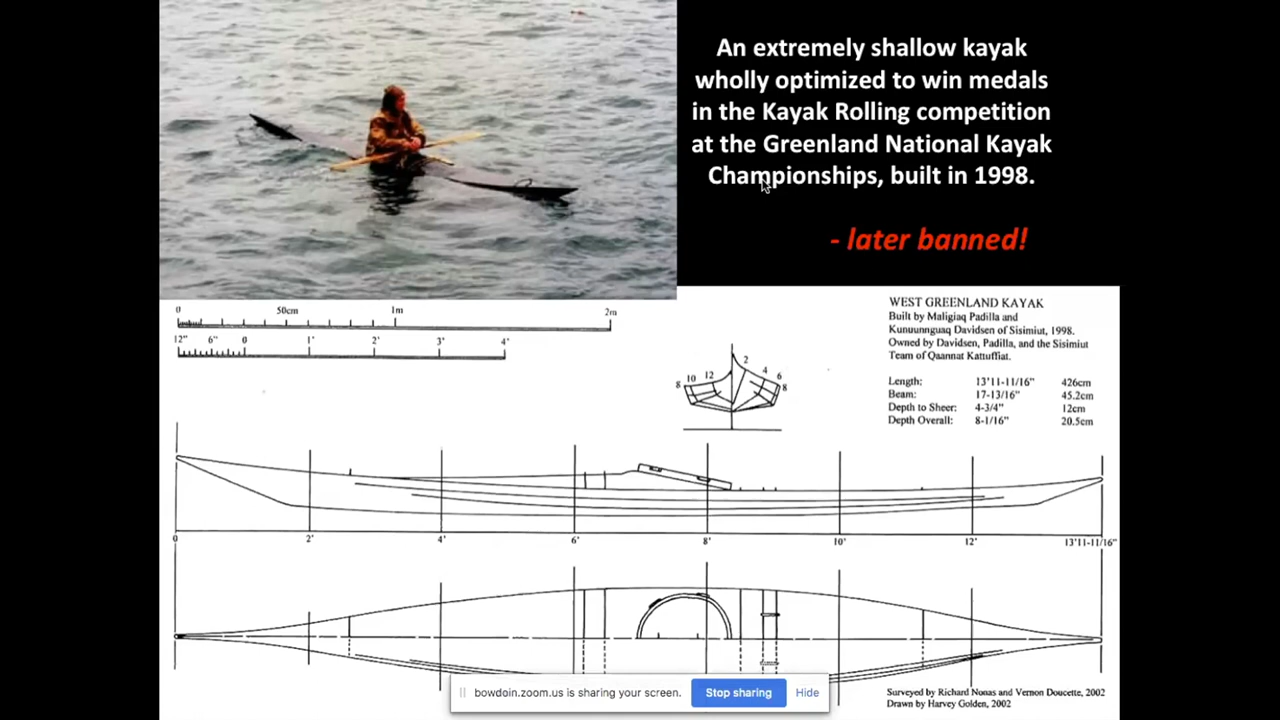 An extremely shallow kayak
wholly optimized to win medals
in the Kayak Rolling competition
at the Greenland National Kayak
Championships, built in 1998.
- later banned!
0 50cm 1m 2m
12" 6" 0 1' 2' 3' 4'
WEST GREENLAND KAYAK
Built by Maligiaq Padilla and
Kunuunnguaq Davidsen of Sisimiut, 1998.
Owned by Davidsen, Padilla, and the Sisimiut
Team of Qaannat Kattuffiat.
Length: 13'11-11/16" 426cm
Beam: 17-13/16" 45.2cm
Depth to Sheer: 4-3/4" 12cm
Depth Overall: 8-1/16" 20.5cm
2
8 10 12 4 6 8
0 2' 4' 6' 8' 10' 12' 13'11-11/16"
bowdoin.zoom.us is sharing your screen. Stop sharing Hide
Surveyed by Richard Nonas and Vernon Doucette, 2002
Drawn by Harvey Golden, 2002